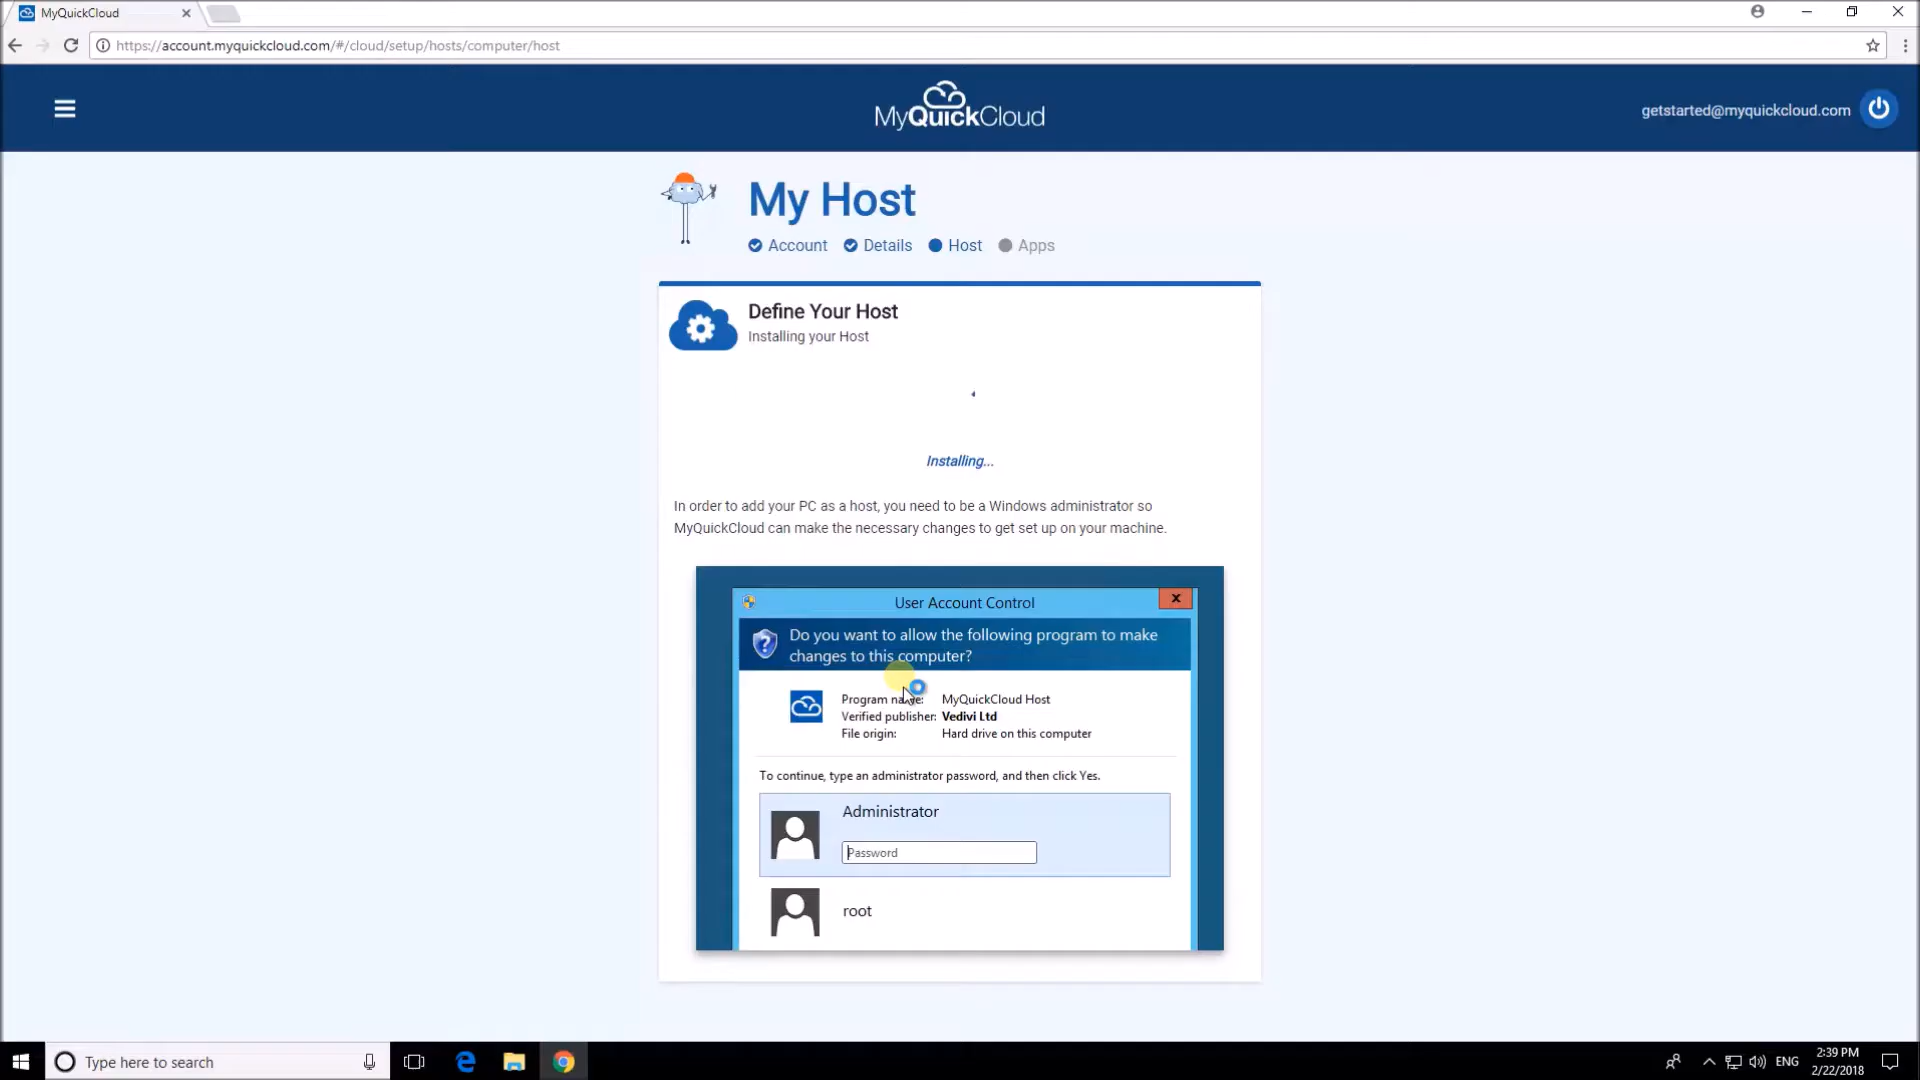 MyQuickCloud
https://account.myquickcloud.com/#/cloud/setup/hosts/computer/host
MyQuickCloud
getstarted@myquickcloud.com
My Host
Account Details Host Apps
Define Your Host
Installing your Host
Installing...
In order to add your PC as a host, you need to be a Windows administrator so
MyQuickCloud can make the necessary changes to get set up on your machine.
User Account Control
Do you want to allow the following program to make
changes to this computer?
Program name: MyQuickCloud Host
Verified publisher: Vedivi Ltd
File origin: Hard drive on this computer
To continue, type an administrator password, and then click Yes.
Administrator
Password
root
Type here to search
ENG
2:39 PM
2/22/2018